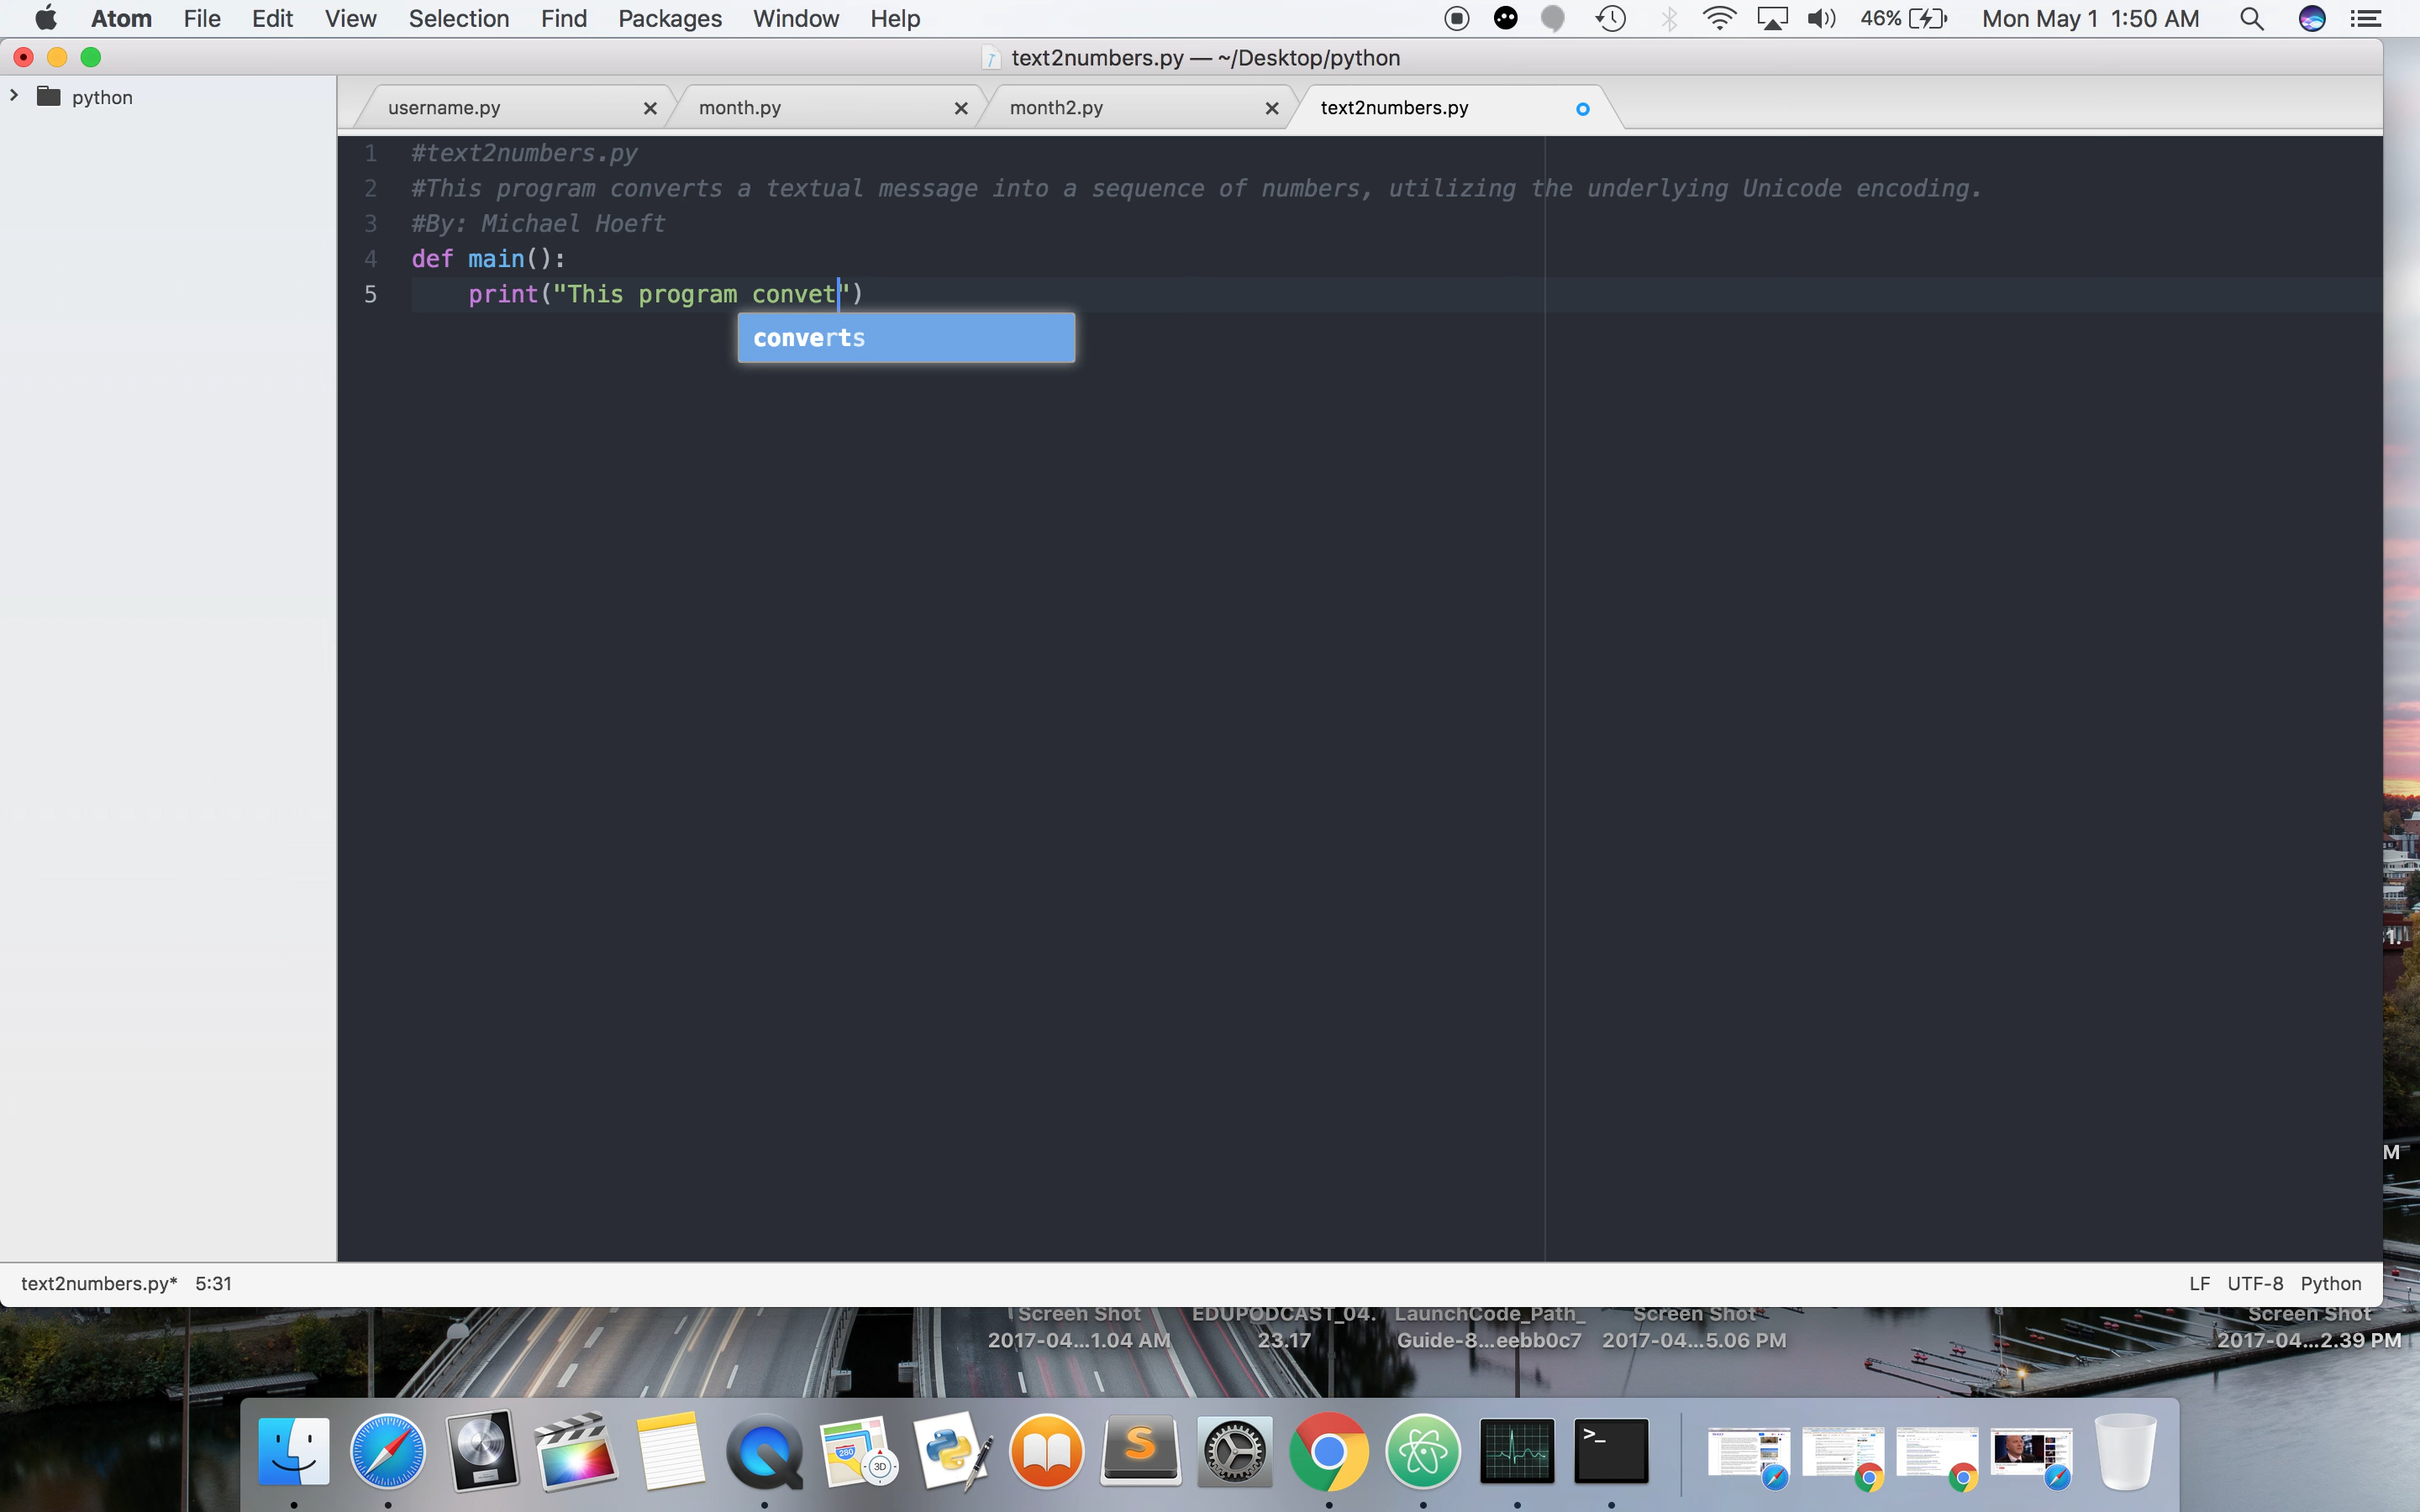 Atom File Edit View Selection Find Packages Window Help 46% Mon May 1 1:50 AM
text2numbers.py — ~/Desktop/python
python
username.py month.py month2.py text2numbers.py
1 #text2numbers.py
2 #This program converts a textual message into a sequence of numbers, utilizing the underlying Unicode encoding.
3 #By: Michael Hoeft
4 def main():
5 print("This program convet")
converts
text2numbers.py* 5:31 LF UTF-8 Python
Screen Shot EDUPODCAST_04. LaunchCode_Path_ Screen Shot Screen Shot
2017-04...1.04 AM 23.17 Guide-8...eebb0c7 2017-04...5.06 PM 2017-04...2.39 PM
280 3D S >_